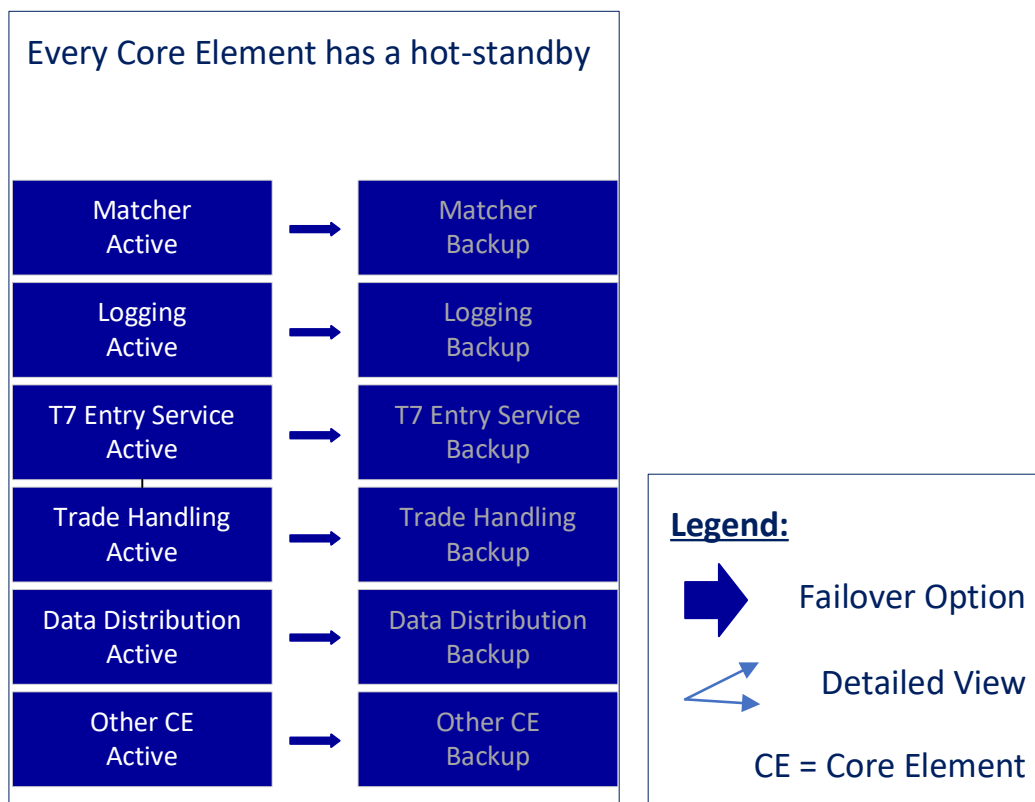 Every Core Element has a hot-standby
Matcher
Active
Matcher
Backup
Logging
Active
Logging
Backup
T7 Entry Service
Active
T7 Entry Service
Backup
Trade Handling
Active
Trade Handling
Backup
Data Distribution
Active
Data Distribution
Backup
Other CE
Active
Other CE
Backup
Legend:
Failover Option
Detailed View
CE = Core Element